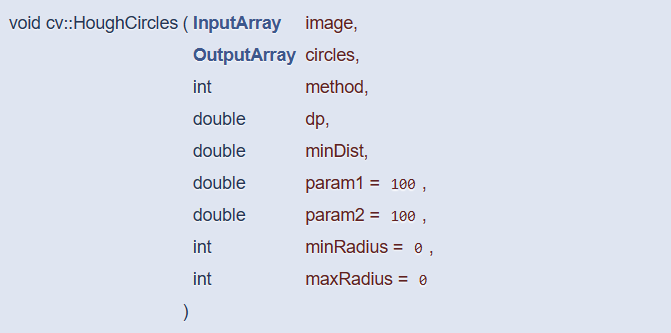 void cv::HoughCircles ( InputArray image,
OutputArray circles,
int method,
double dp,
double minDist,
double param1 = 100 ,
double param2 = 100 ,
int minRadius = 0 ,
int maxRadius = 0
)